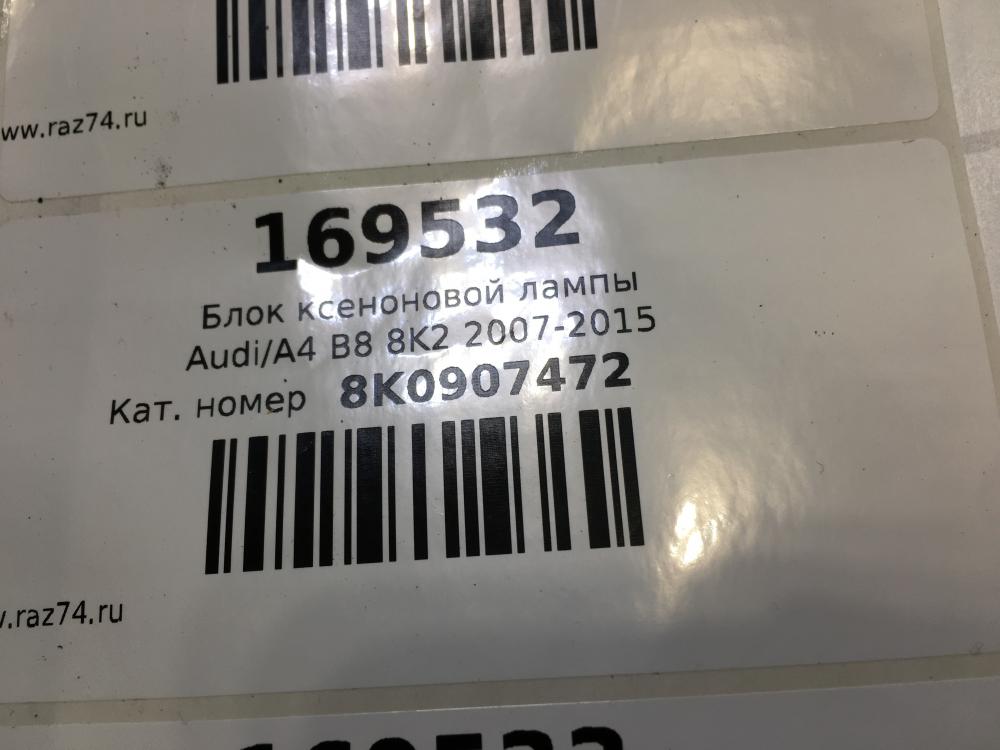 www.raz74.ru
169532
Блок ксеноновой лампы
Audi/A4 B8 8K2 2007-2015
Кат. номер 8K0907472
.raz74.ru